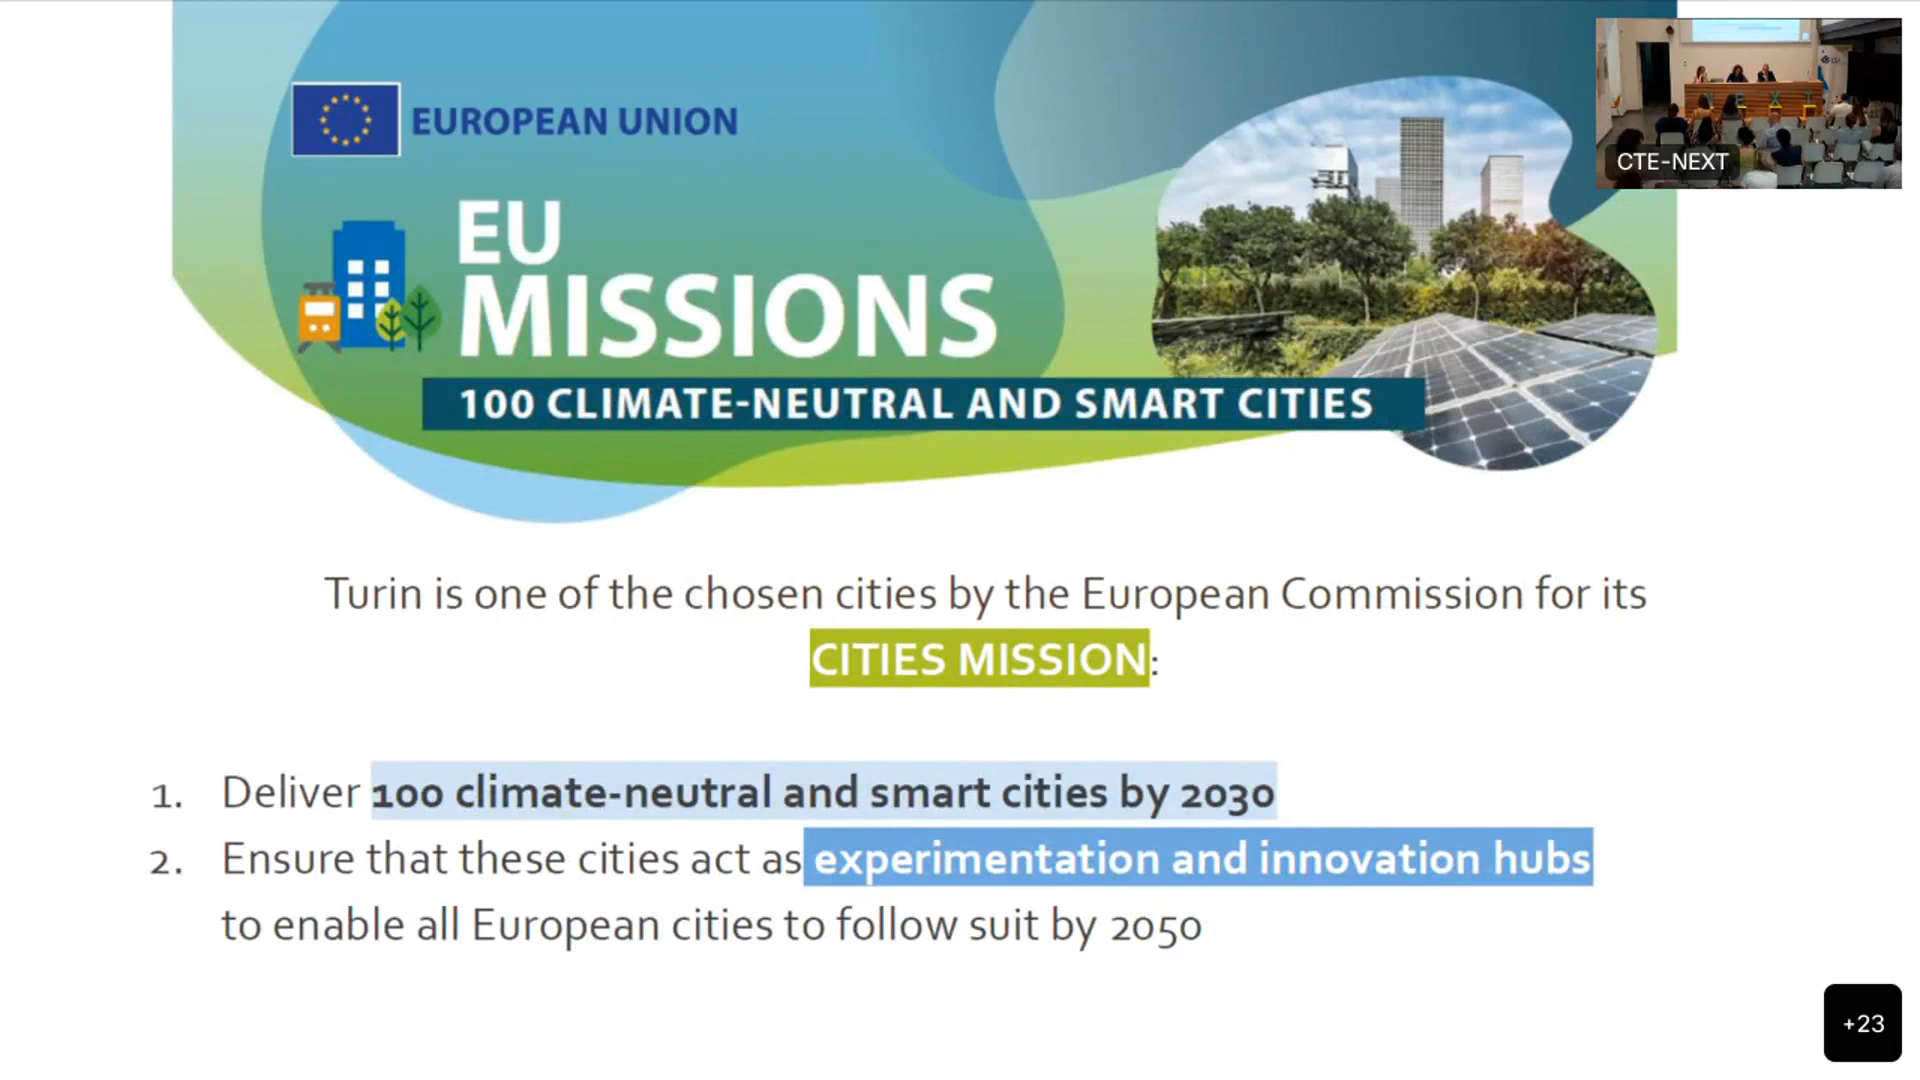 EUROPEAN UNION
EU
MISSIONS
100 CLIMATE-NEUTRAL AND SMART CITIES
CTE-NEXT
Turin is one of the chosen cities by the European Commission for its
CITIES MISSION:
1. Deliver 100 climate-neutral and smart cities by 2030
2. Ensure that these cities act as experimentation and innovation hubs
to enable all European cities to follow suit by 2050
+23